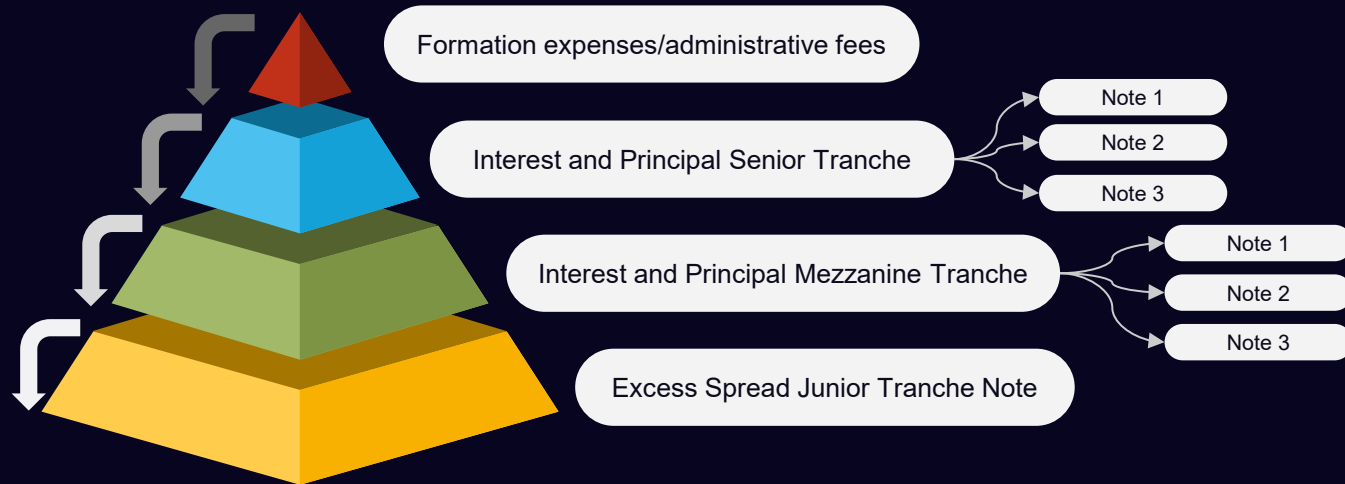 Formation expenses/administrative fees
Interest and Principal Senior Tranche
Note 1
Note 2
Note 3
Interest and Principal Mezzanine Tranche
Note 1
Note 2
Note 3
Excess Spread Junior Tranche Note